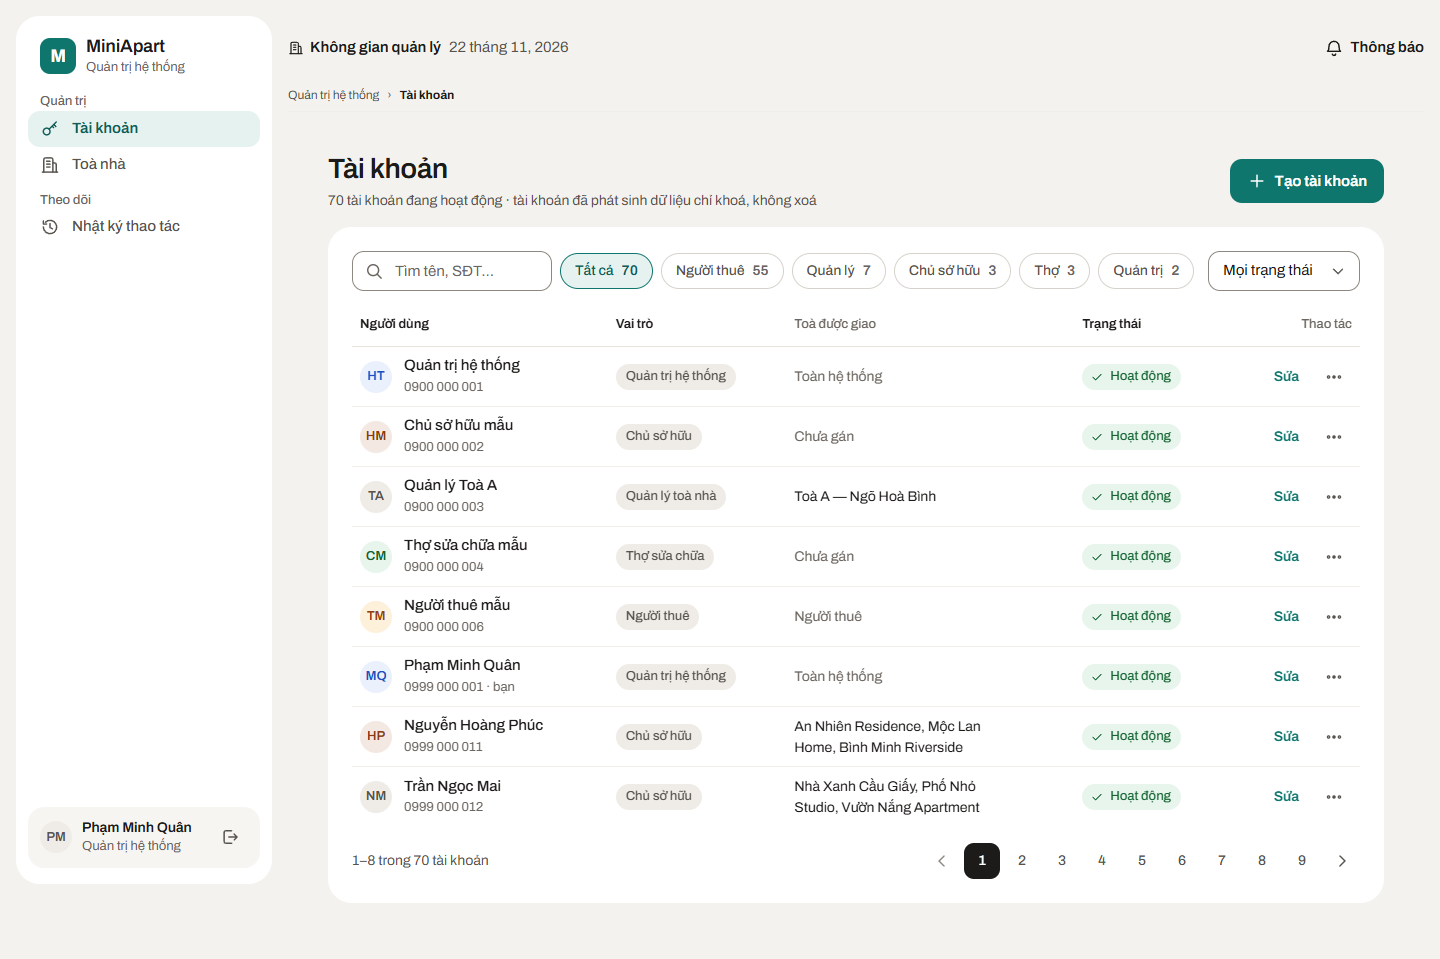 M
MiniApart
Quản trị hệ thống
Quản trị
Tài khoản
Toà nhà
Theo dõi
Nhật ký thao tác
PM
Phạm Minh Quân
Quản trị hệ thống
Không gian quản lý 22 tháng 11, 2026
Thông báo
Quản trị hệ thống › Tài khoản
Tài khoản
70 tài khoản đang hoạt động · tài khoản đã phát sinh dữ liệu chỉ khoá, không xoá
Tạo tài khoản
Tìm tên, SĐT...
Tất cả 70
Người thuê 55
Quản lý 7
Chủ sở hữu 3
Thợ 3
Quản trị 2
Mọi trạng thái
Người dùng Vai trò Toà được giao Trạng thái Thao tác
HT Quản trị hệ thống
0900 000 001
Quản trị hệ thống Toàn hệ thống Hoạt động Sửa
HM Chủ sở hữu mẫu
0900 000 002
Chủ sở hữu Chưa gán Hoạt động Sửa
TA Quản lý Toà A
0900 000 003
Quản lý toà nhà Toà A — Ngõ Hoà Bình Hoạt động Sửa
CM Thợ sửa chữa mẫu
0900 000 004
Thợ sửa chữa Chưa gán Hoạt động Sửa
TM Người thuê mẫu
0900 000 006
Người thuê Người thuê Hoạt động Sửa
MQ Phạm Minh Quân
0999 000 001 · bạn
Quản trị hệ thống Toàn hệ thống Hoạt động Sửa
HP Nguyễn Hoàng Phúc
0999 000 011
Chủ sở hữu
An Nhiên Residence, Mộc Lan
Home, Bình Minh Riverside
Hoạt động Sửa
NM Trần Ngọc Mai
0999 000 012
Chủ sở hữu
Nhà Xanh Cầu Giấy, Phố Nhỏ
Studio, Vườn Nắng Apartment
Hoạt động Sửa
1–8 trong 70 tài khoản
1 2 3 4 5 6 7 8 9